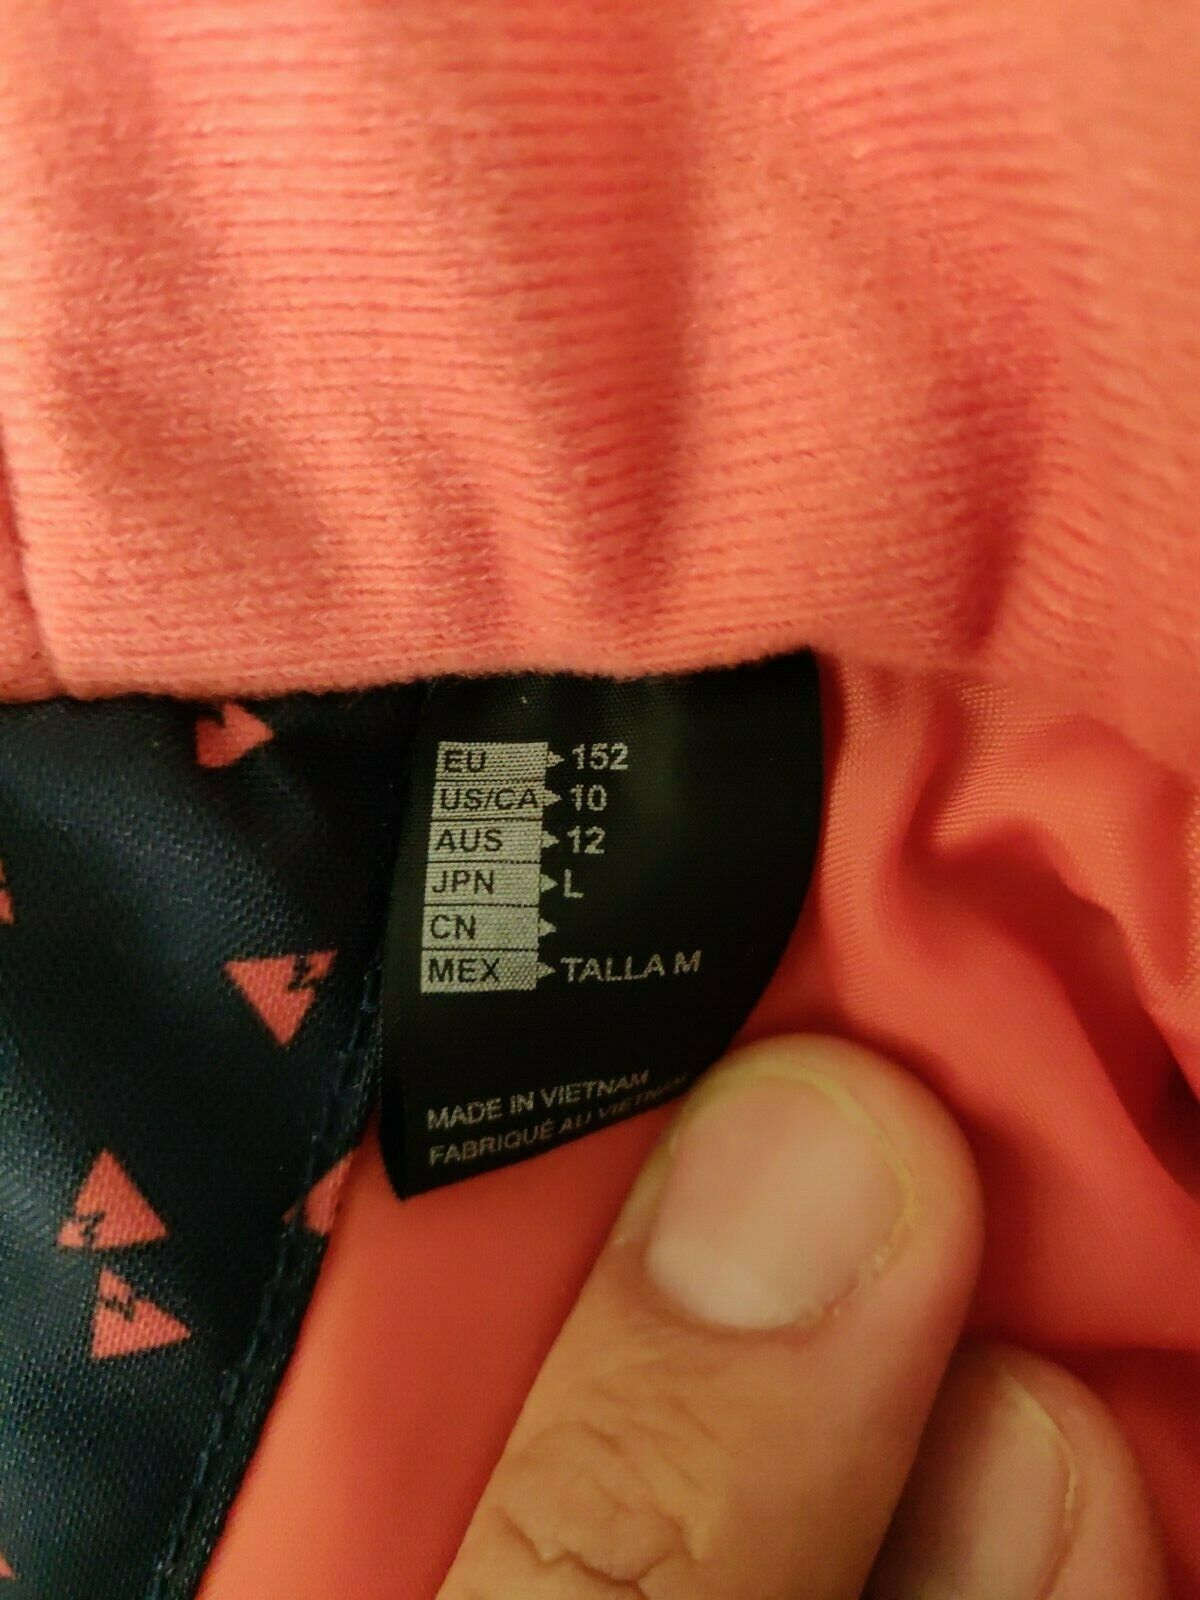 EU 152
US/CA 10
AUS 12
JPN L
CN
MEX TALLA M
MADE IN VIETNAM
FABRIQUÉ AU VIETNAM